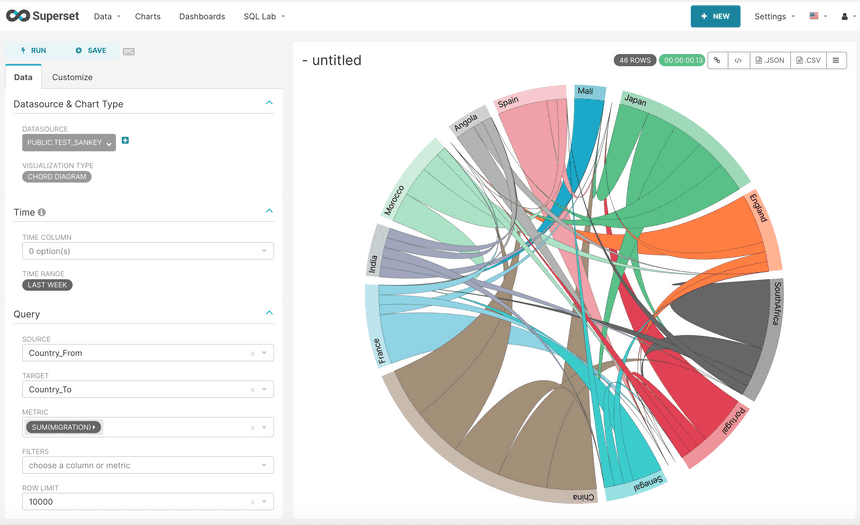 Superset
Data
Charts
Dashboards
SQL Lab
+ NEW
Settings
RUN
SAVE
Data
Customize
Datasource & Chart Type
DATASOURCE
PUBLIC.TEST_SANKEY
VISUALIZATION TYPE
CHORD DIAGRAM
Time
TIME COLUMN
0 option(s)
TIME RANGE
LAST WEEK
Query
SOURCE
Country_From
TARGET
Country_To
METRIC
SUM(MIGRATION)
FILTERS
choose a column or metric
ROW LIMIT
10000
- untitled
46 ROWS
00:00:00.13
.JSON
.CSV
Mali
Japan
England
SouthAfrica
Portugal
Senegal
China
France
India
Morocco
Angola
Spain